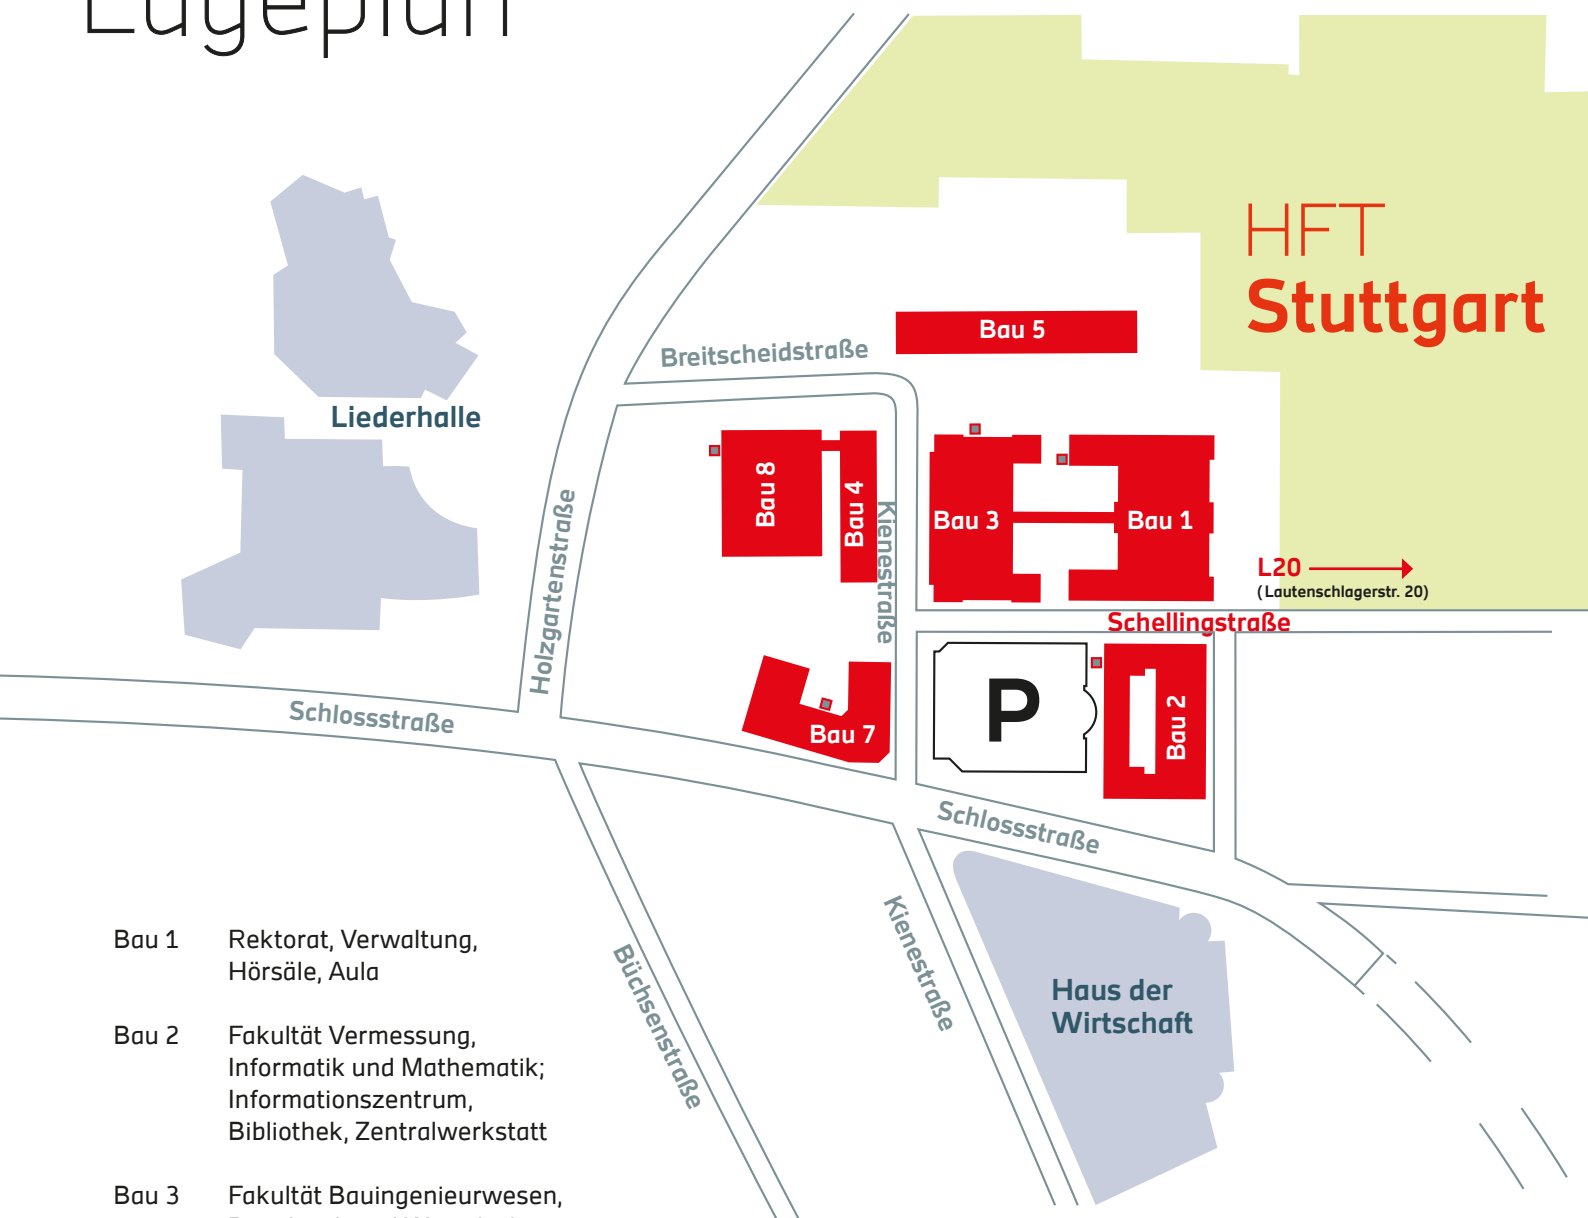 Lageplan
HFT
Stuttgart
Bau 5
Breitscheidstraße
Liederhalle
Bau 8
Bau 4
Kienestraße
Bau 3
Bau 1
Holzgartenstraße
L20
(Lautenschlagerstr. 20)
Schellingstraße
Schlossstraße
Bau 7
P
Bau 2
Schlossstraße
Kienestraße
Büchsenstraße
Haus der
Wirtschaft
Bau 1 Rektorat, Verwaltung,
Hörsäle, Aula
Bau 2 Fakultät Vermessung,
Informatik und Mathematik;
Informationszentrum,
Bibliothek, Zentralwerkstatt
Bau 3 Fakultät Bauingenieurwesen,